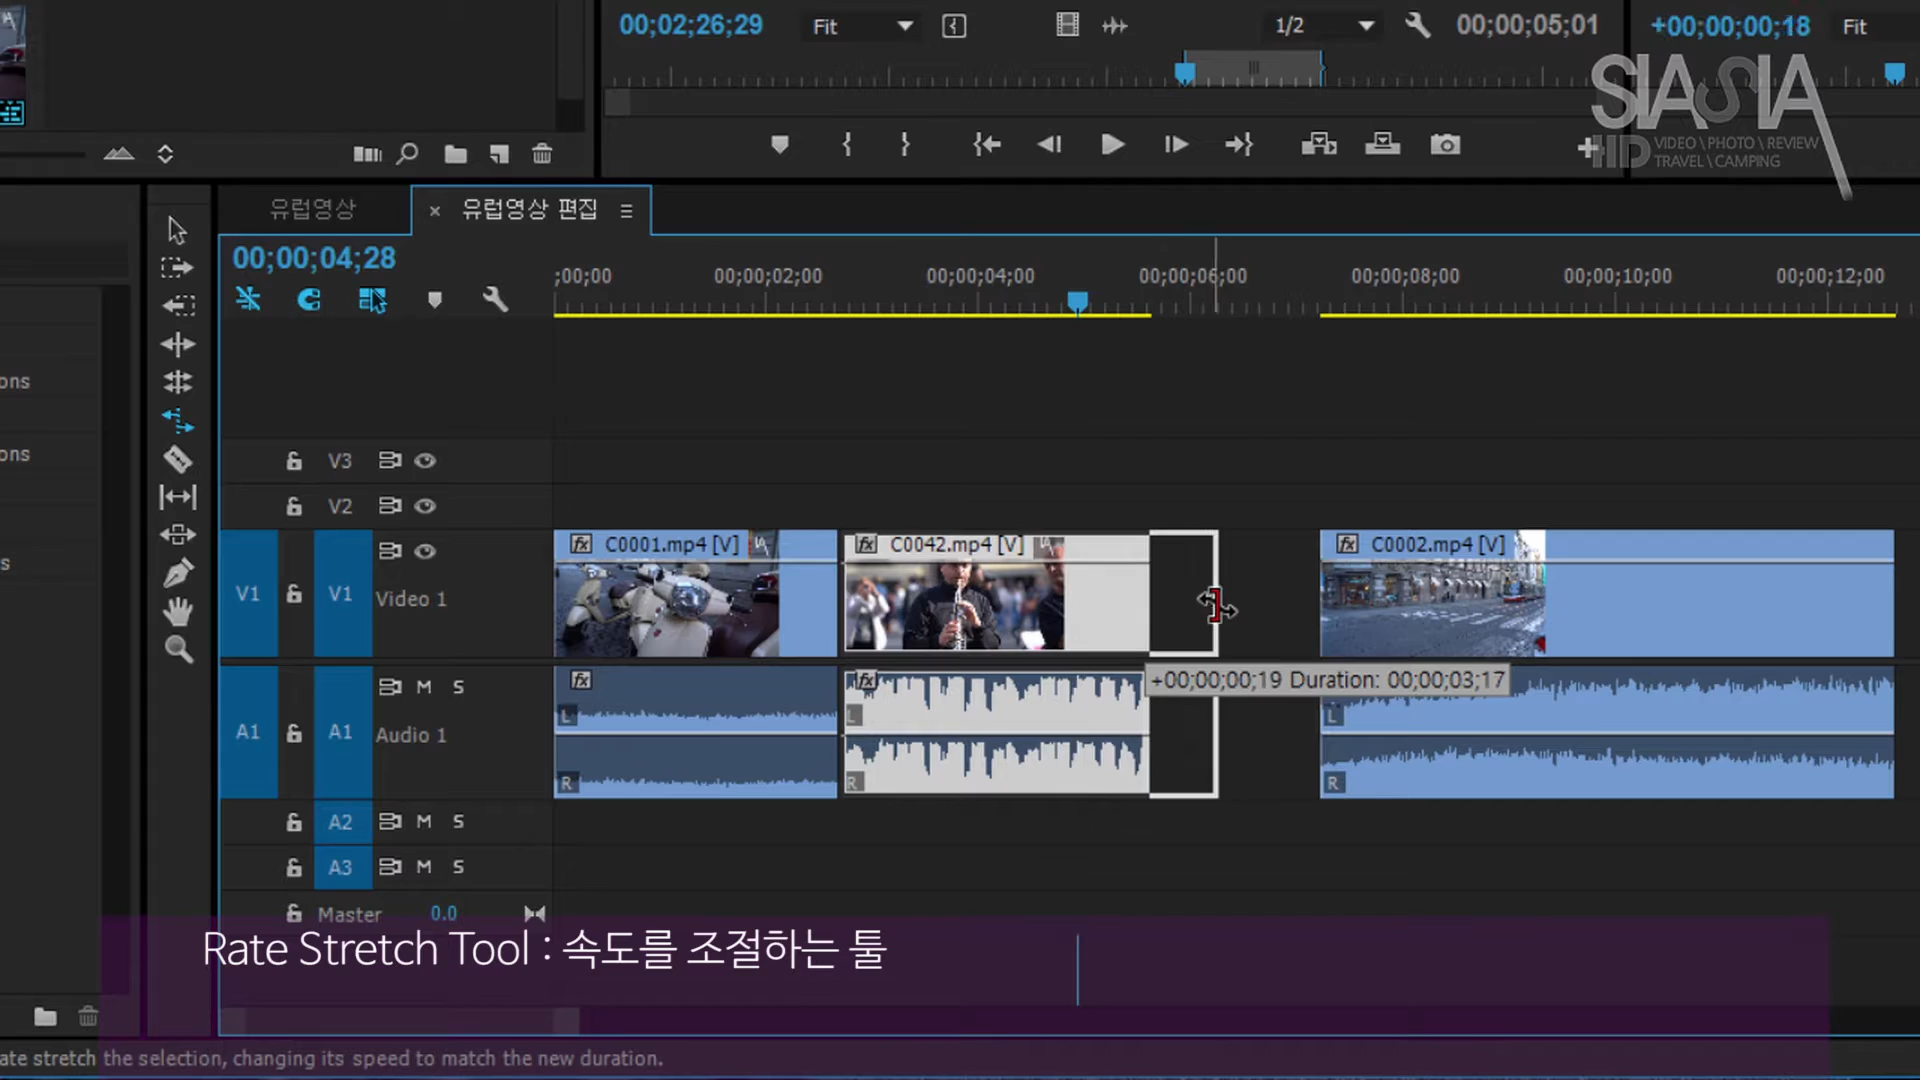 00;02;26;29
Fit
1/2
00;00;05;01
+00;00;00;18
Fit
SIASIA
HD VIDEO \ PHOTO \ REVIEW
TRAVEL \ CAMPING
유럽영상
× 유럽영상 편집
00;00;04;28
;00;00
00;00;02;00
00;00;04;00
00;00;06;00
00;00;08;00
00;00;10;00
00;00;12;00
ons
ons
s
V3
V2
V1 V1 Video 1
fx C0001.mp4 [V]
fx C0042.mp4 [V]
fx C0002.mp4 [V]
+00;00;00;19 Duration: 00;00;03;17
A1 A1 M S
Audio 1
fx
L
R
fx
L
R
L
R
A2 M S
A3 M S
Master 0.0
Rate Stretch Tool : 속도를 조절하는 툴
ate stretch the selection, changing its speed to match the new duration.